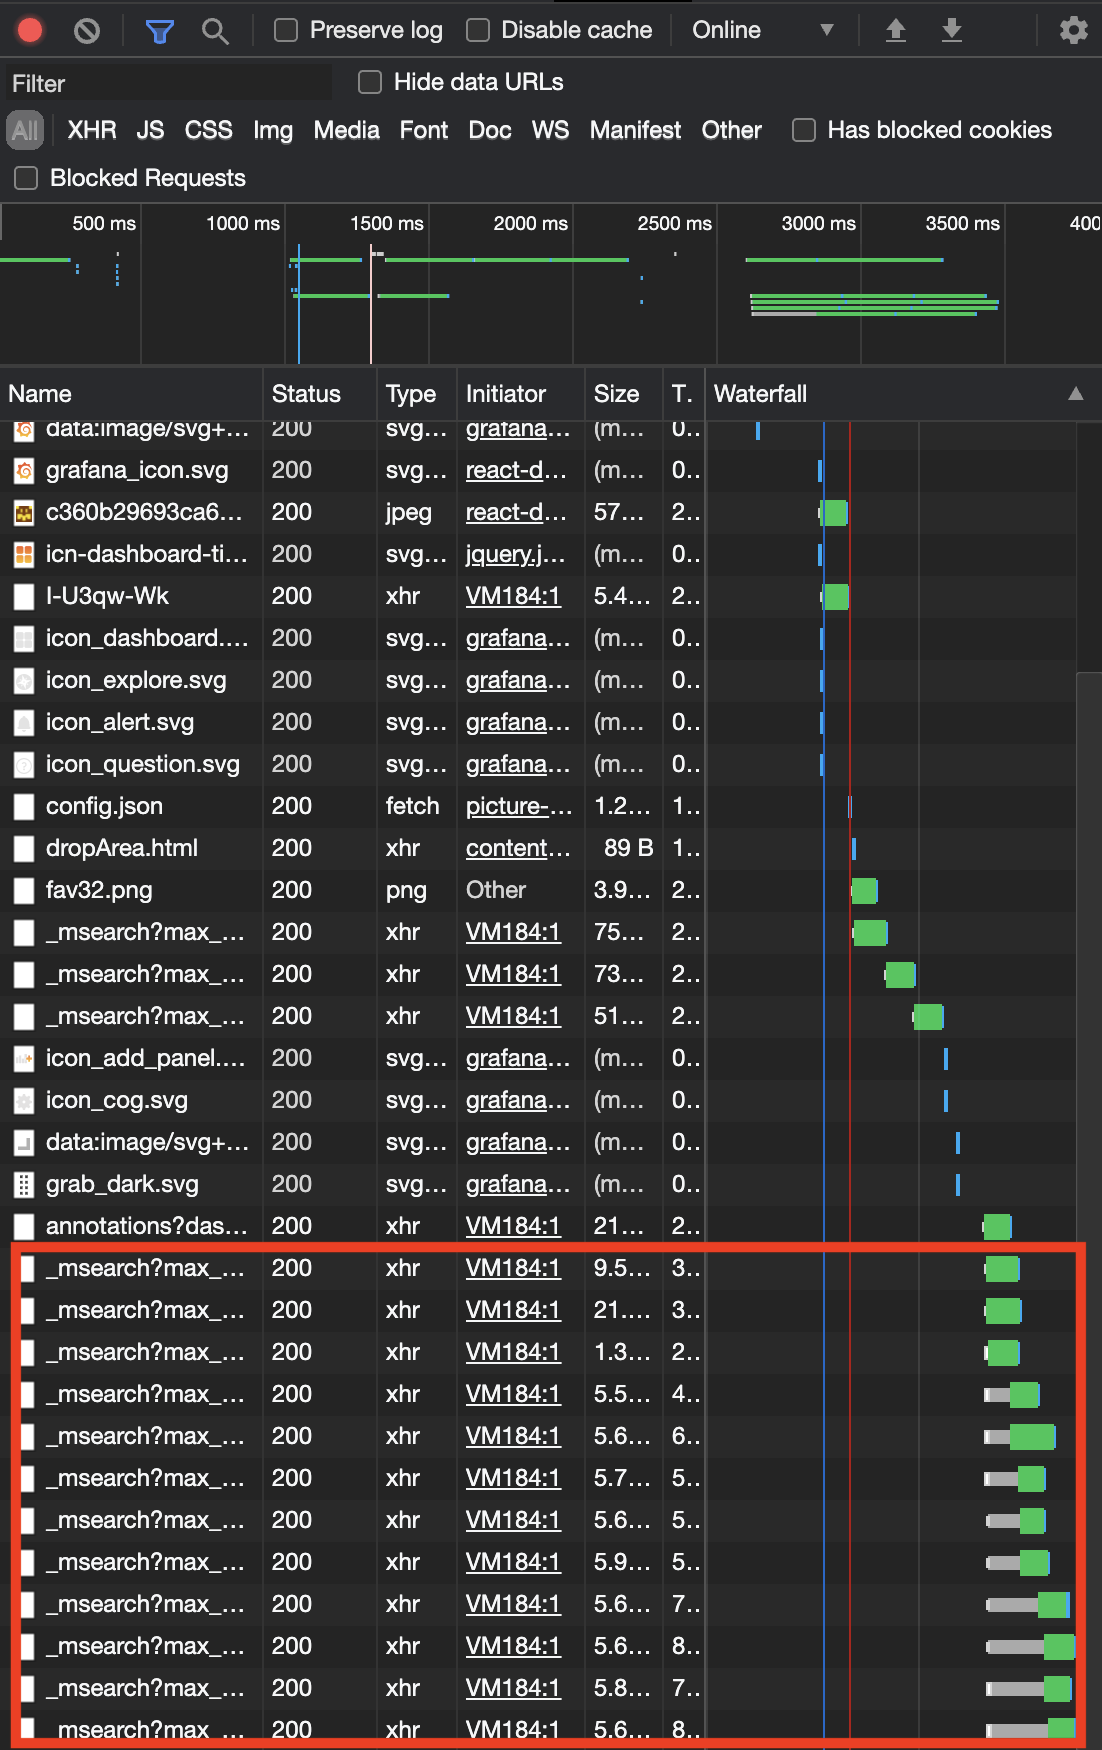 Preserve log Disable cache Online
Filter Hide data URLs
All XHR JS CSS Img Media Font Doc WS Manifest Other Has blocked cookies
Blocked Requests
500 ms 1000 ms 1500 ms 2000 ms 2500 ms 3000 ms 3500 ms 400
Name Status Type Initiator Size T. Waterfall
data:image/svg+... 200 svg... grafana... (m... 0..
grafana_icon.svg 200 svg... react-d... (m... 0..
c360b29693ca6... 200 jpeg react-d... 57... 2..
icn-dashboard-ti... 200 svg... jquery.j... (m... 0..
I-U3qw-Wk 200 xhr VM184:1 5.4... 2..
icon_dashboard.... 200 svg... grafana... (m... 0..
icon_explore.svg 200 svg... grafana... (m... 0..
icon_alert.svg 200 svg... grafana... (m... 0..
icon_question.svg 200 svg... grafana... (m... 0..
config.json 200 fetch picture-... 1.2... 1..
dropArea.html 200 xhr content... 89 B 1..
fav32.png 200 png Other 3.9... 2..
_msearch?max_... 200 xhr VM184:1 75... 2..
_msearch?max_... 200 xhr VM184:1 73... 2..
_msearch?max_... 200 xhr VM184:1 51... 2..
icon_add_panel.... 200 svg... grafana... (m... 0..
icon_cog.svg 200 svg... grafana... (m... 0..
data:image/svg+... 200 svg... grafana... (m... 0..
grab_dark.svg 200 svg... grafana... (m... 0..
annotations?das... 200 xhr VM184:1 21.... 2..
_msearch?max_... 200 xhr VM184:1 9.5... 3..
_msearch?max_... 200 xhr VM184:1 21.... 3..
_msearch?max_... 200 xhr VM184:1 1.3... 2..
_msearch?max_... 200 xhr VM184:1 5.5... 4..
_msearch?max_... 200 xhr VM184:1 5.6... 6..
_msearch?max_... 200 xhr VM184:1 5.7... 5..
_msearch?max_... 200 xhr VM184:1 5.6... 5..
_msearch?max_... 200 xhr VM184:1 5.9... 5..
_msearch?max_... 200 xhr VM184:1 5.6... 7..
_msearch?max_... 200 xhr VM184:1 5.6... 8..
_msearch?max_... 200 xhr VM184:1 5.8... 7..
_msearch?max_... 200 xhr VM184:1 5.6... 8..